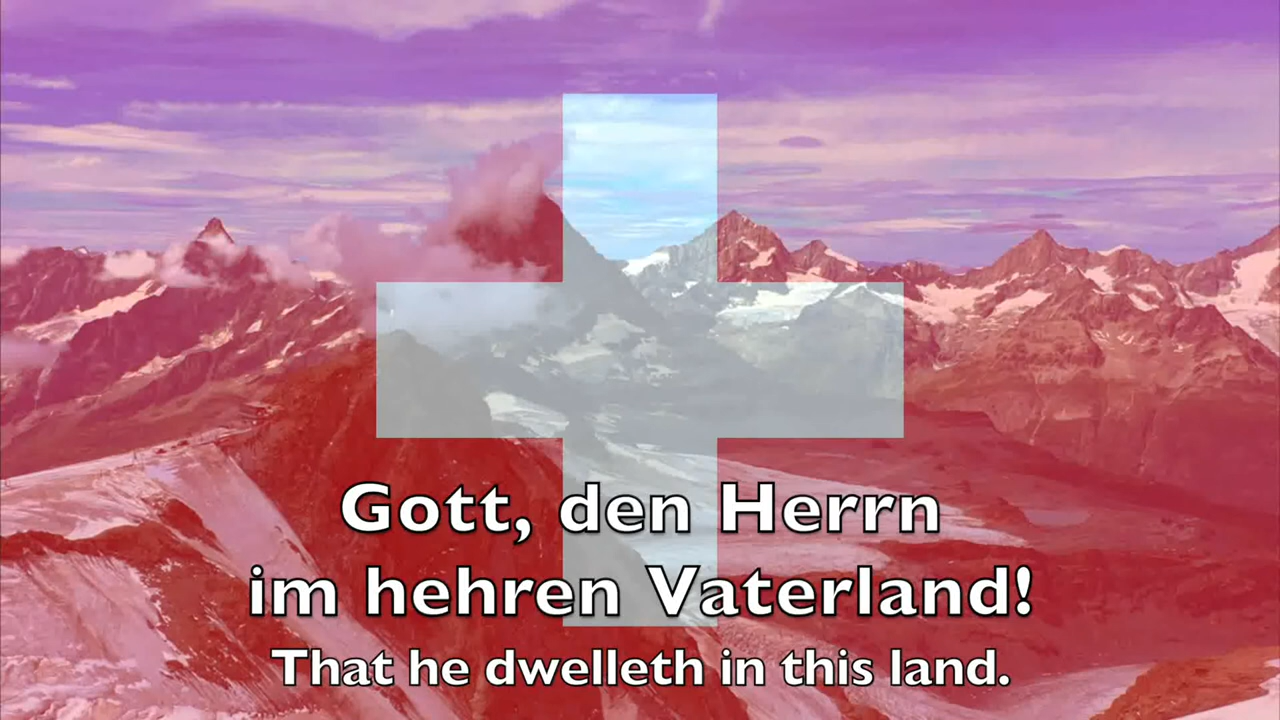 Gott, den Herrn
im hehren Vaterland!
That he dwelleth in this land.